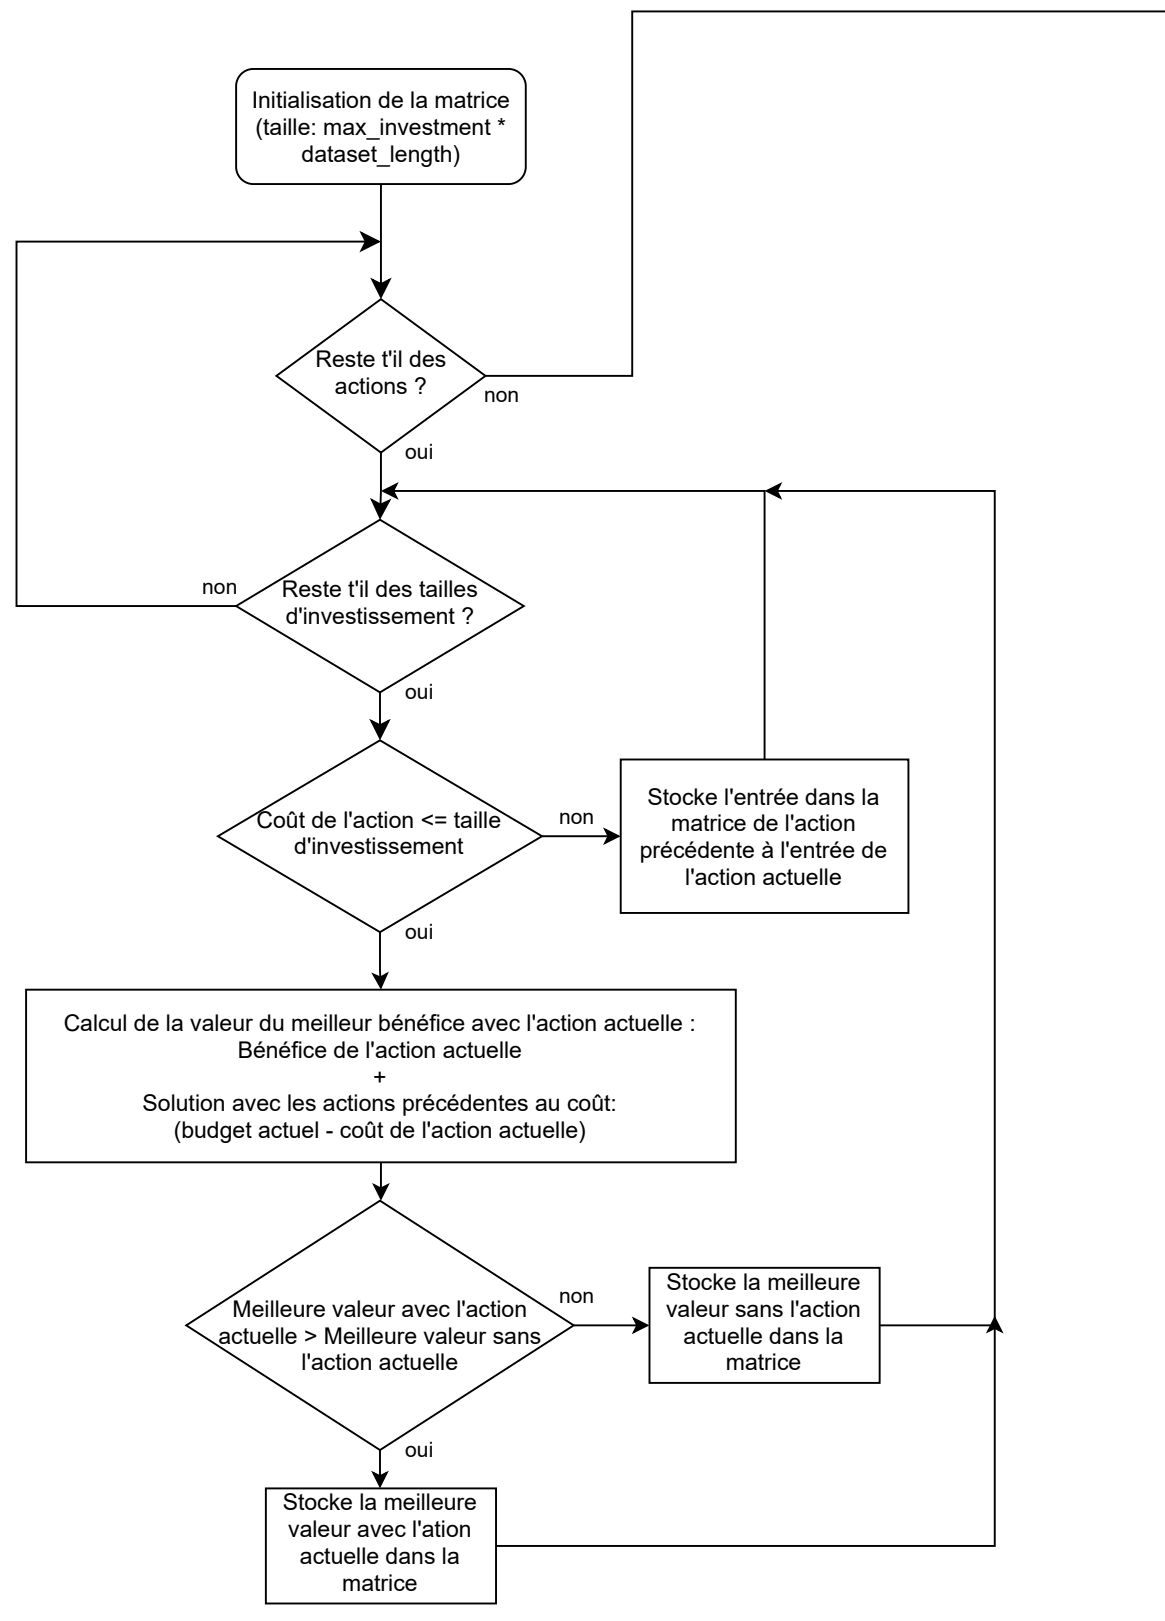 Initialisation de la matrice
(taille: max_investment *
dataset_length)
Reste t'il des
actions ?
non
oui
non
Reste t'il des tailles
d'investissement ?
oui
Coût de l'action <= taille
d'investissement
non
Stocke l'entrée dans la
matrice de l'action
précédente à l'entrée de
l'action actuelle
oui
Calcul de la valeur du meilleur bénéfice avec l'action actuelle :
Bénéfice de l'action actuelle
+
Solution avec les actions précédentes au coût:
(budget actuel - coût de l'action actuelle)
Meilleure valeur avec l'action
actuelle > Meilleure valeur sans
l'action actuelle
non
Stocke la meilleure
valeur sans l'action
actuelle dans la
matrice
oui
Stocke la meilleure
valeur avec l'ation
actuelle dans la
matrice